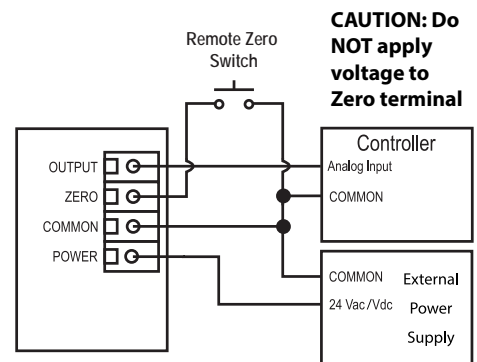 CAUTION: Do
NOT apply
voltage to
Zero terminal
Remote Zero
Switch
OUTPUT
ZERO
COMMON
POWER
Controller
Analog Input
COMMON
COMMON
24 Vac/Vdc
External
Power
Supply